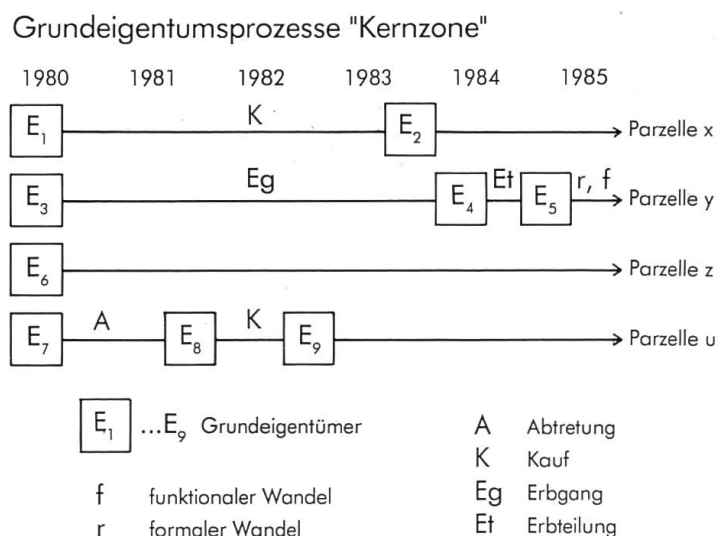 Grundeigentumsprozesse "Kernzone"
1980 1981 1982 1983 1984 1985
E1 K E2 Parzelle x
E3 Eg E4 Et E5 r, f Parzelle y
E6 Parzelle z
E7 A E8 K E9 Parzelle u
E1 ...E9 Grundeigentümer
A Abtretung
K Kauf
f funktionaler Wandel
Eg Erbgang
r formaler Wandel
Et Erbteilung